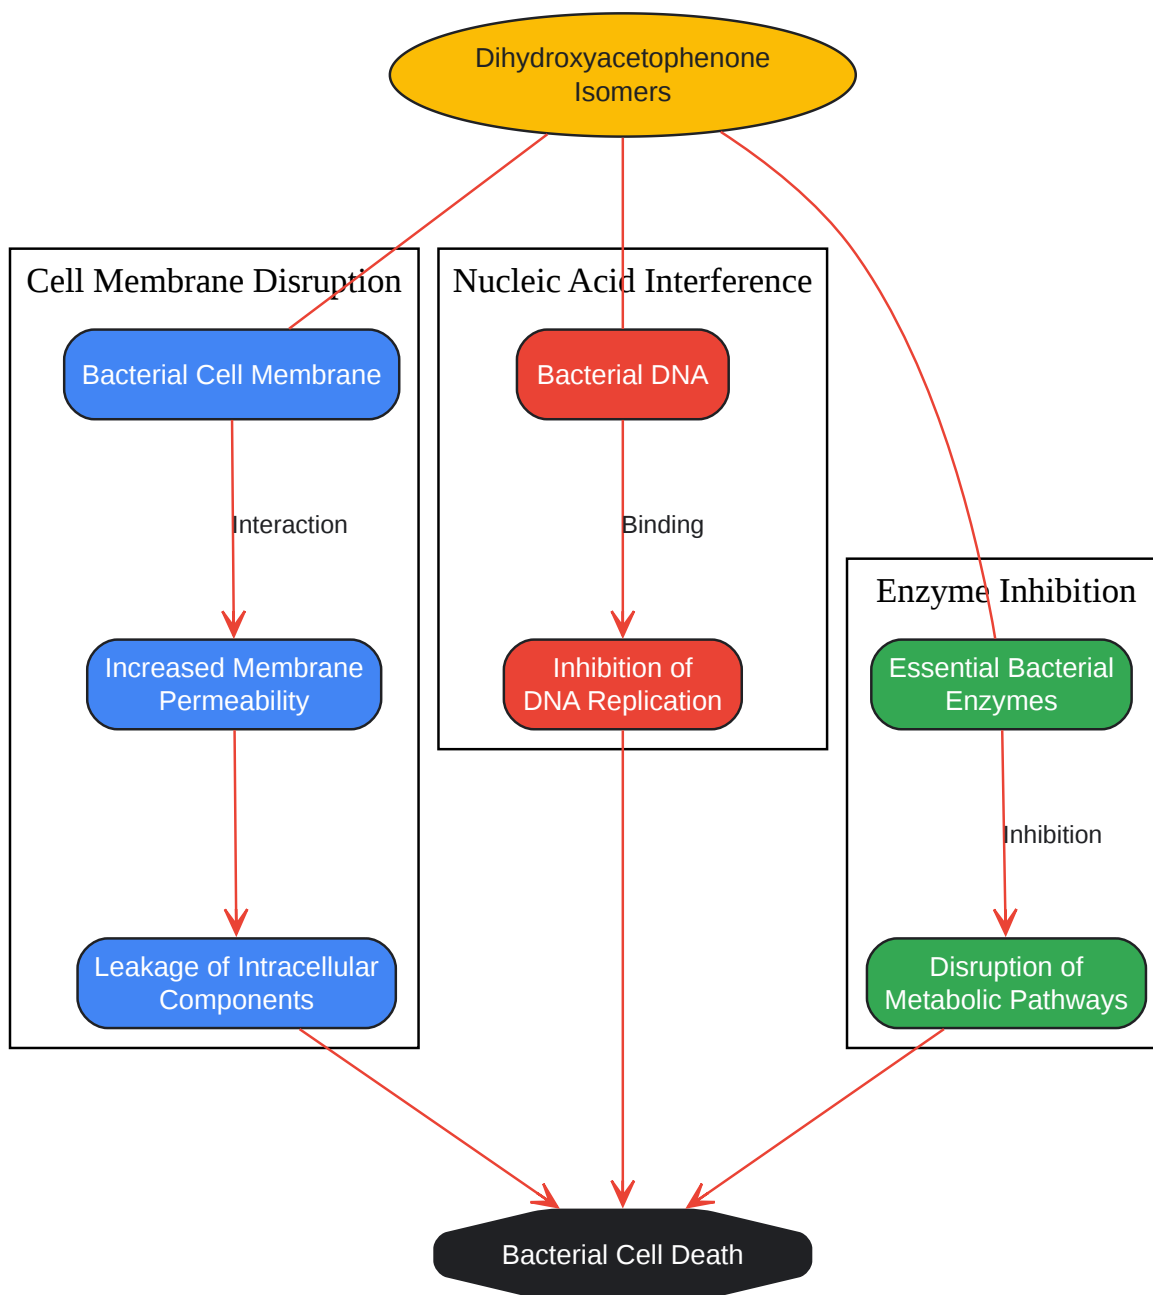 Dihydroxyacetophenone
Isomers
Cell Membrane Disruption
Nucleic Acid Interference
Bacterial Cell Membrane
Bacterial DNA
Interaction
Binding
Enzyme Inhibition
Increased Membrane
Permeability
Inhibition of
DNA Replication
Essential Bacterial
Enzymes
Inhibition
Leakage of Intracellular
Components
Disruption of
Metabolic Pathways
Bacterial Cell Death